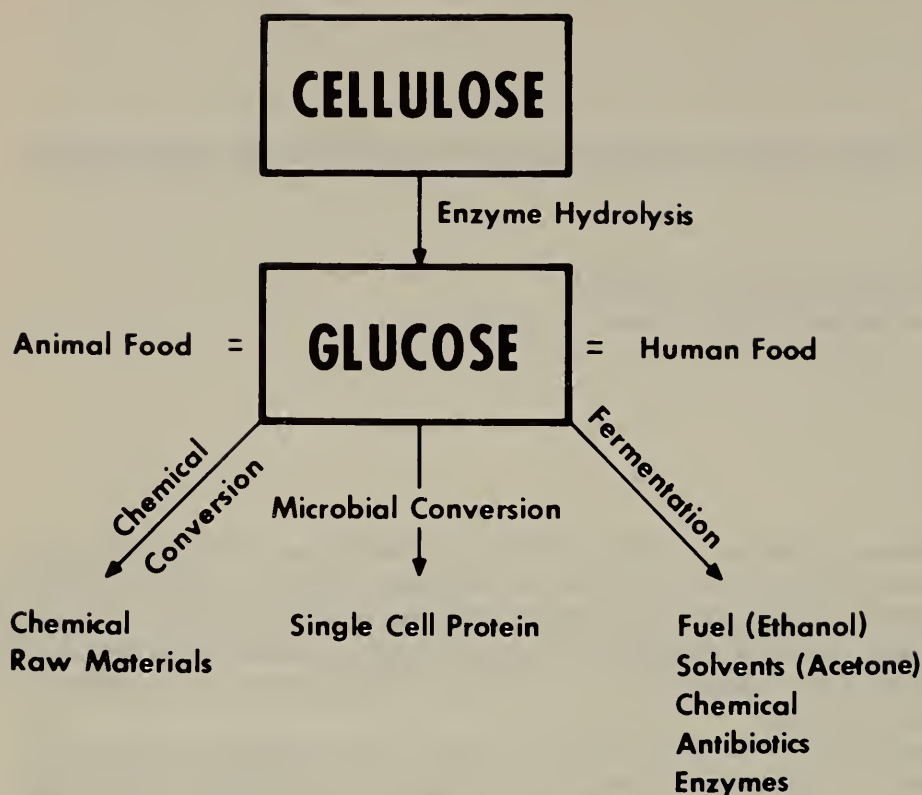 CELLULOSE
Enzyme Hydrolysis
Animal Food =
GLUCOSE
= Human Food
Chemical
Conversion
Microbial Conversion
Fermentation
Chemical
Raw Materials
Single Cell Protein
Fuel (Ethanol)
Solvents (Acetone)
Chemical
Antibiotics
Enzymes